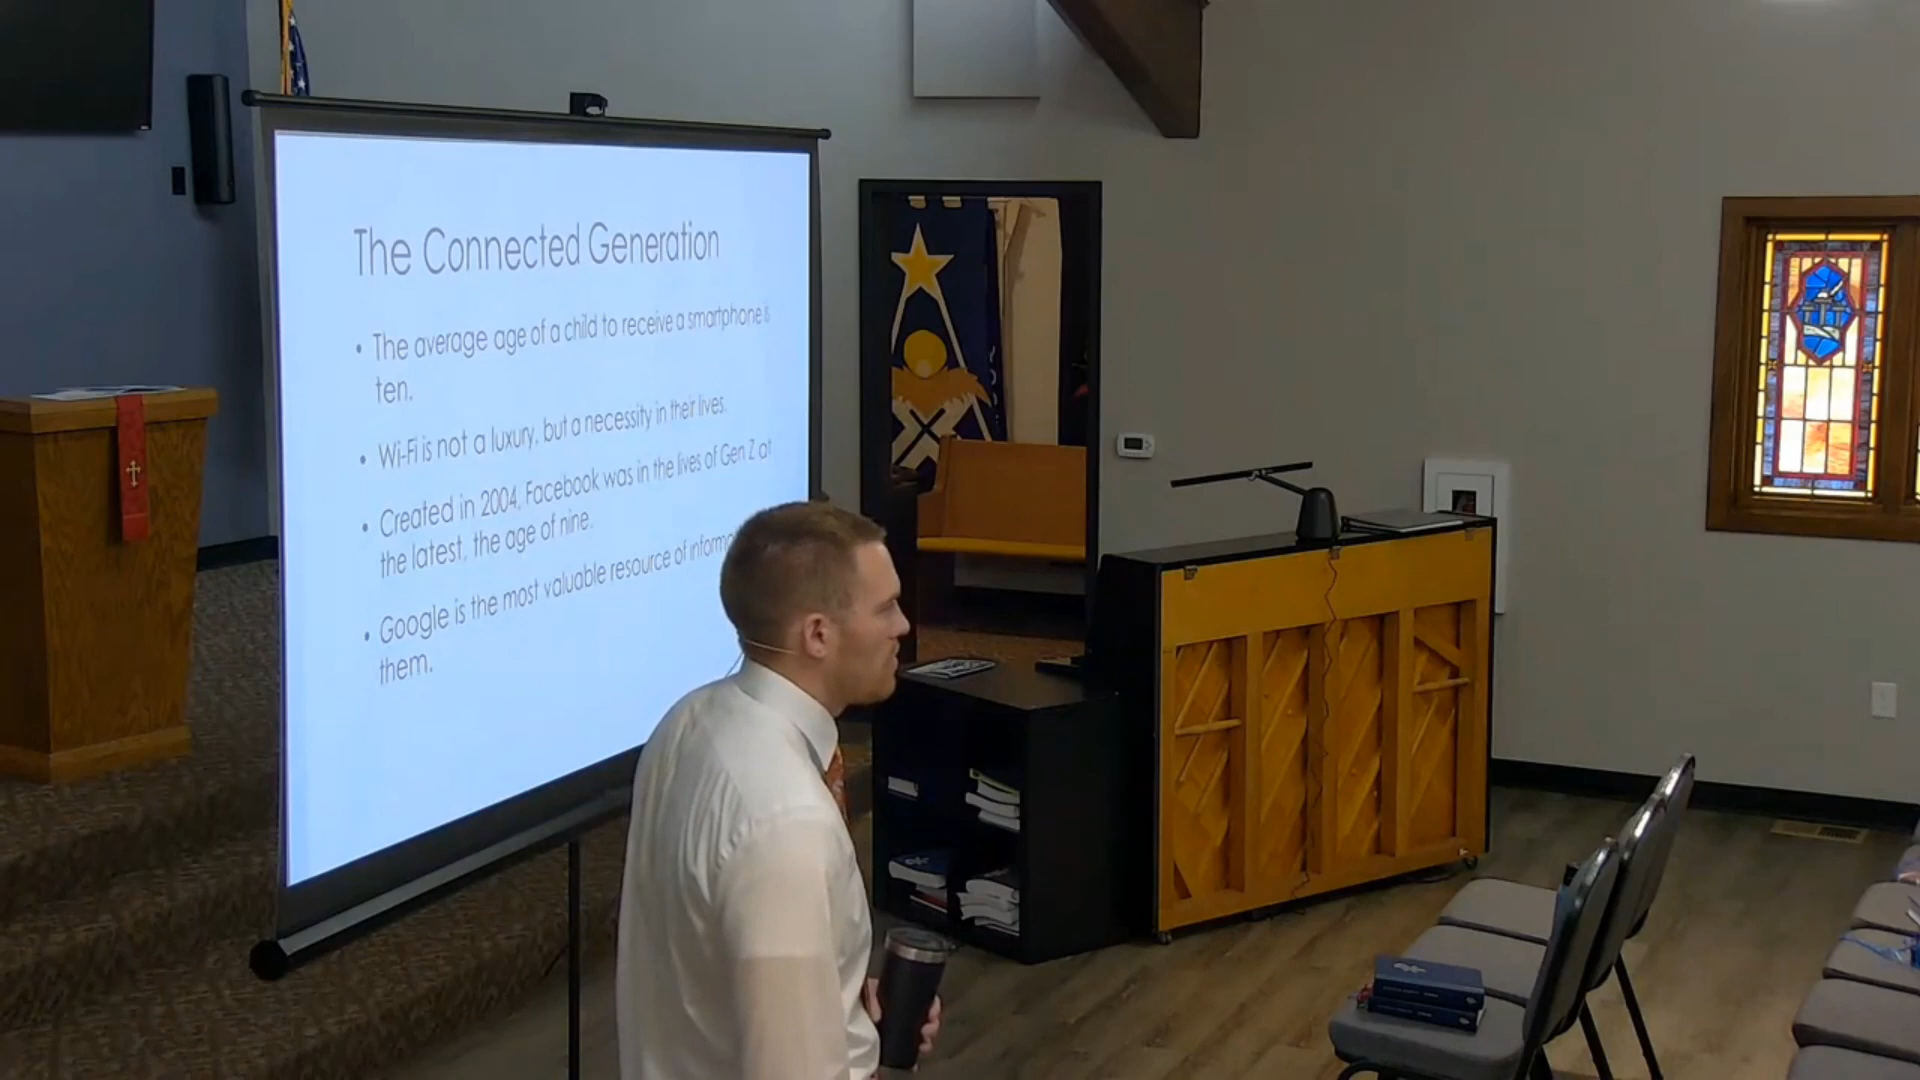 The Connected Generation
• The average age of a child to receive a smartphone is
ten.
• Wi-Fi is not a luxury, but a necessity in their lives.
• Created in 2004, Facebook was in the lives of Gen Z at
the latest, the age of nine.
• Google is the most valuable resource of
them.